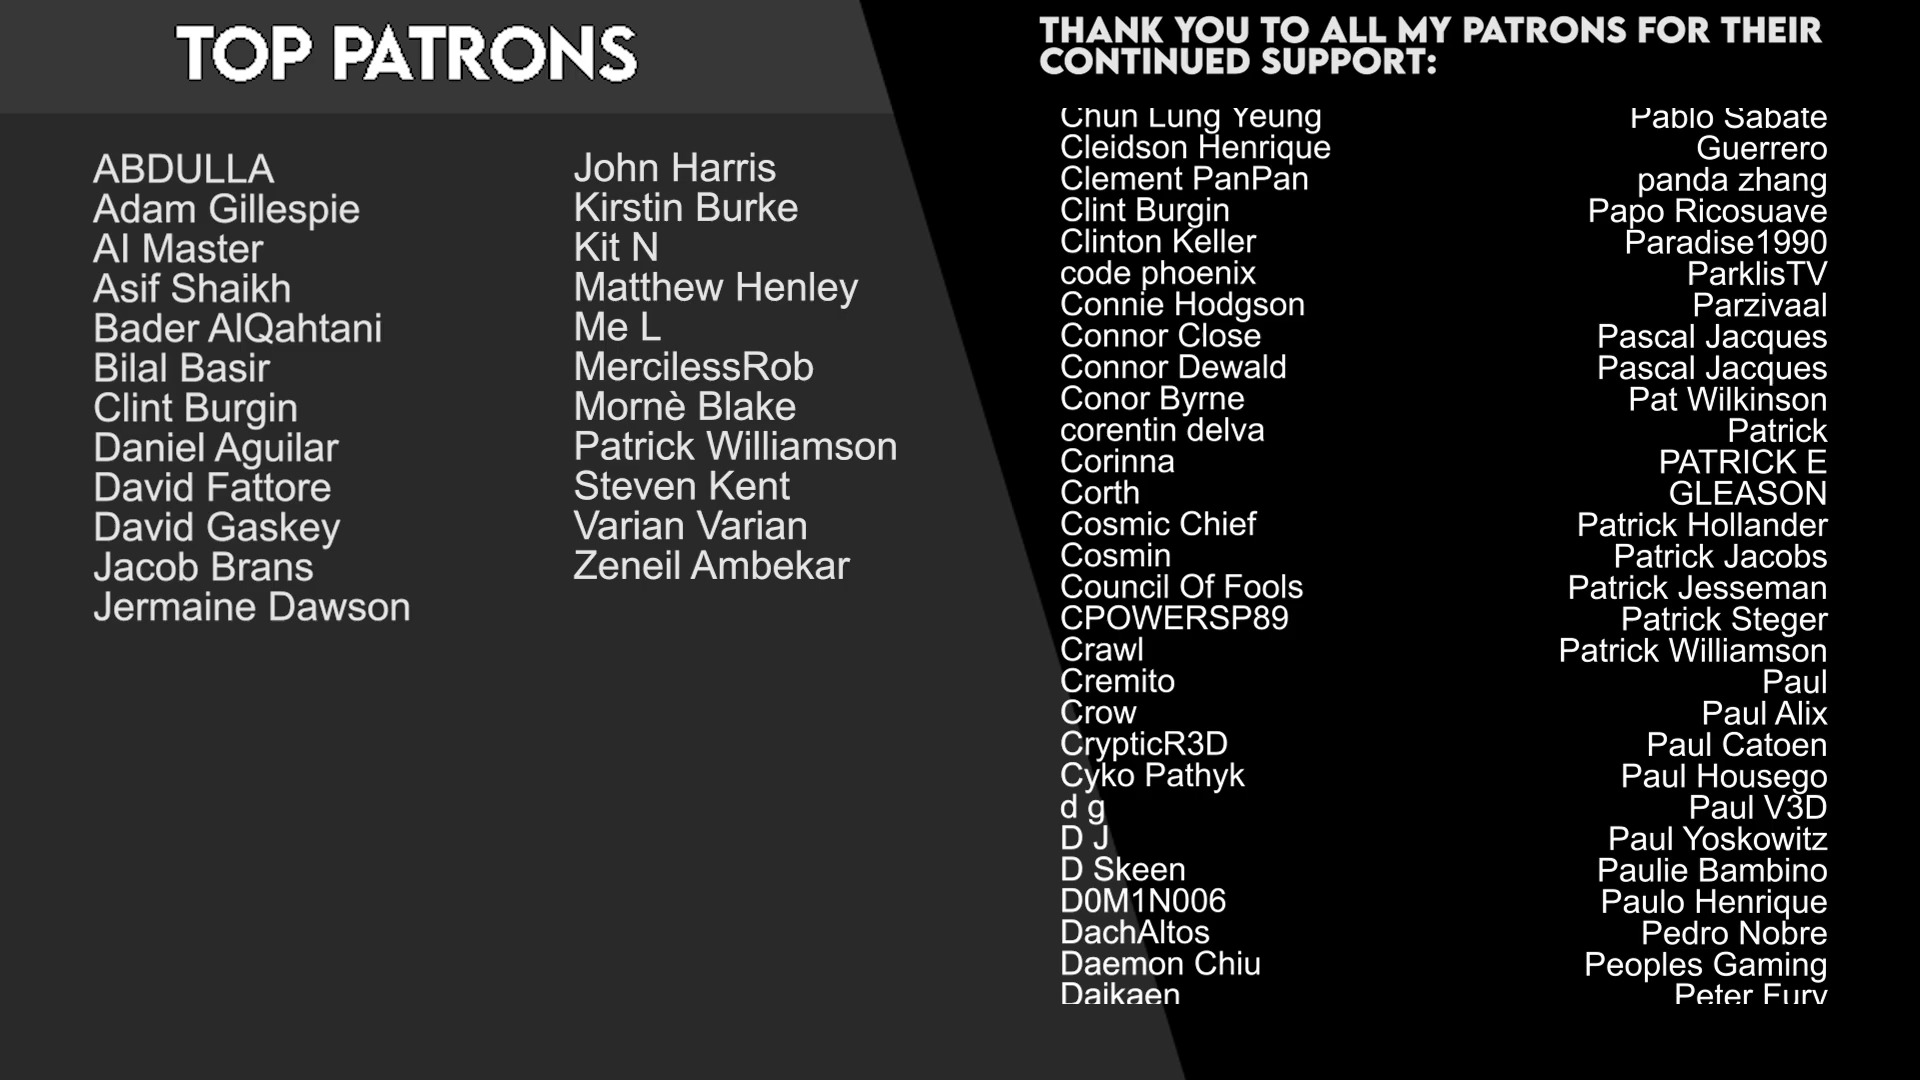 TOP PATRONS
ABDULLA
Adam Gillespie
AI Master
Asif Shaikh
Bader AlQahtani
Bilal Basir
Clint Burgin
Daniel Aguilar
David Fattore
David Gaskey
Jacob Brans
Jermaine Dawson
John Harris
Kirstin Burke
Kit N
Matthew Henley
Me L
MercilessRob
Mornè Blake
Patrick Williamson
Steven Kent
Varian Varian
Zeneil Ambekar
THANK YOU TO ALL MY PATRONS FOR THEIR
CONTINUED SUPPORT:
Chun Lung Yeung
Cleidson Henrique
Clement PanPan
Clint Burgin
Clinton Keller
code phoenix
Connie Hodgson
Connor Close
Connor Dewald
Conor Byrne
corentin delva
Corinna
Corth
Cosmic Chief
Cosmin
Council Of Fools
CPOWERSP89
Crawl
Cremito
Crow
CrypticR3D
Cyko Pathyk
d g
D J
D Skeen
D0M1N006
DachAltos
Daemon Chiu
Daikaen
Pablo Sabate
Guerrero
panda zhang
Papo Ricosuave
Paradise1990
ParklisTV
Parzivaal
Pascal Jacques
Pascal Jacques
Pat Wilkinson
Patrick
PATRICK E
GLEASON
Patrick Hollander
Patrick Jacobs
Patrick Jesseman
Patrick Steger
Patrick Williamson
Paul
Paul Alix
Paul Catoen
Paul Housego
Paul V3D
Paul Yoskowitz
Paulie Bambino
Paulo Henrique
Pedro Nobre
Peoples Gaming
Peter Fury